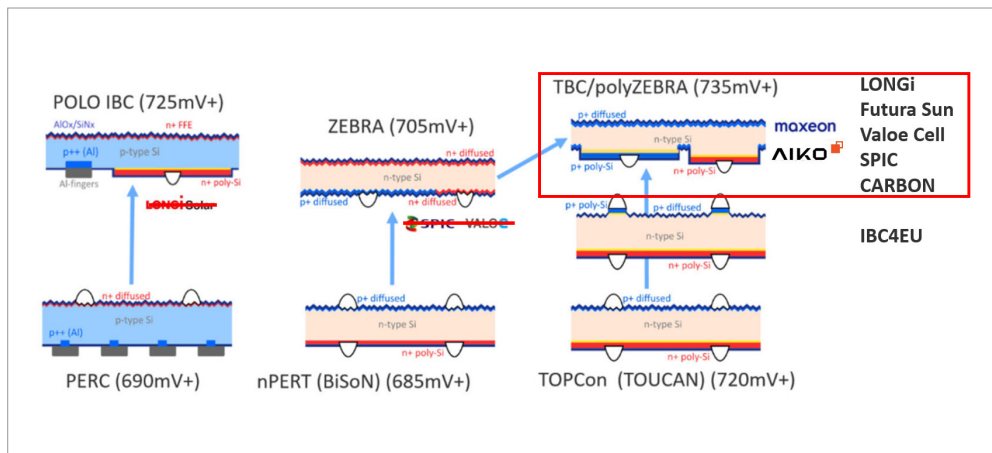 POLO IBC (725mV+)
AlOx/SiNx
n+ FFE
p++ (Al)
p-type Si
Al-fingers
n+ poly-Si
LONGi Solar
n+ diffused
p-type Si
p++ (Al)
PERC (690mV+)
ZEBRA (705mV+)
n+ diffused
n-type Si
p+ diffused
n+ diffused
SPIC VALOE
p+ diffused
n-type Si
n+ poly-Si
nPERT (BiSoN) (685mV+)
TBC/polyZEBRA (735mV+)
p+ diffused
n-type Si
p+ poly-Si
n+ poly-Si
maxeon
AIKO
LONGi
Futura Sun
Valoe Cell
SPIC
CARBON
IBC4EU
p+ poly-Si
p+ diffused
n-type Si
n+ poly-Si
p+ diffused
n-type Si
n+ poly-Si
TOPCon (TOUCAN) (720mV+)